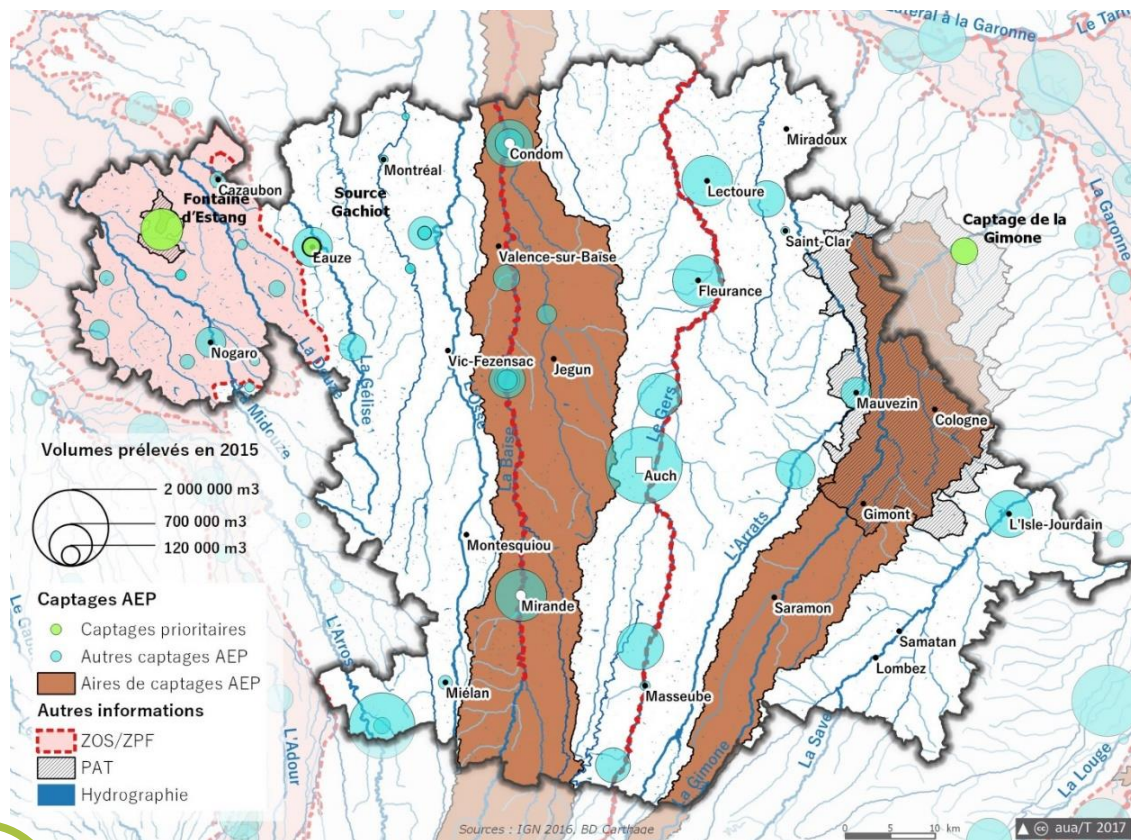 Latéral à la Garonne
Le Tarn
Miradoux
Condom
Montréal
Lectoure
Cazaubon
Source
Gachiot
Fontaine
d'Estang
La Garonne
Captage de la
Gimone
Saint-Clar
Eauze
Valence-sur-Baïse
Fleurance
Nogaro
La Douze
La Gélise
Vic-Fezensac
Jegun
L'Osse
La Midouze
Le Gers
Mauvezin
Cologne
La Baïse
Auch
Volumes prélevés en 2015
2 000 000 m3
700 000 m3
120 000 m3
Gimont
L'Isle-Jourdain
L'Arrats
Montesquiou
Mirande
Saramon
Samatan
Lombez
L'Arros
Miélan
Masseube
La Save
La Gimone
L'Adour
La Louge
Captages AEP
Captages prioritaires
Autres captages AEP
Aires de captages AEP
Autres informations
ZOS/ZPF
PAT
Hydrographie
Sources : IGN 2016, BD Carthage
0 5 10 km
aua/T 2017